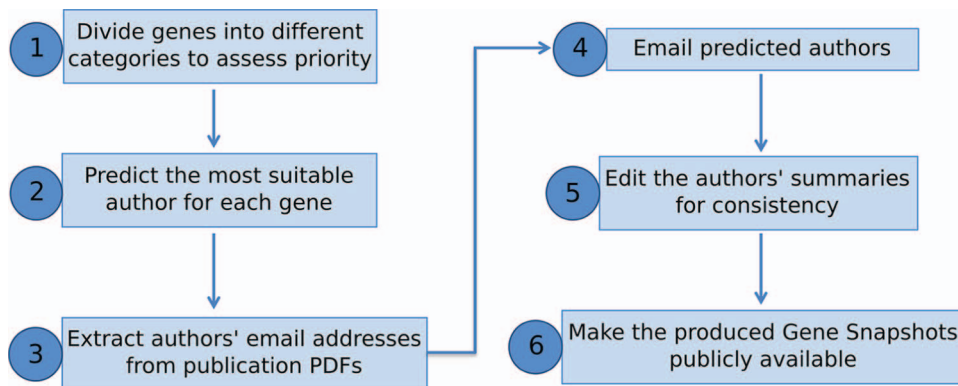 1
Divide genes into different
categories to assess priority
2
Predict the most suitable
author for each gene
3
Extract authors' email addresses
from publication PDFs
4
Email predicted authors
5
Edit the authors' summaries
for consistency
6
Make the produced Gene Snapshots
publicly available